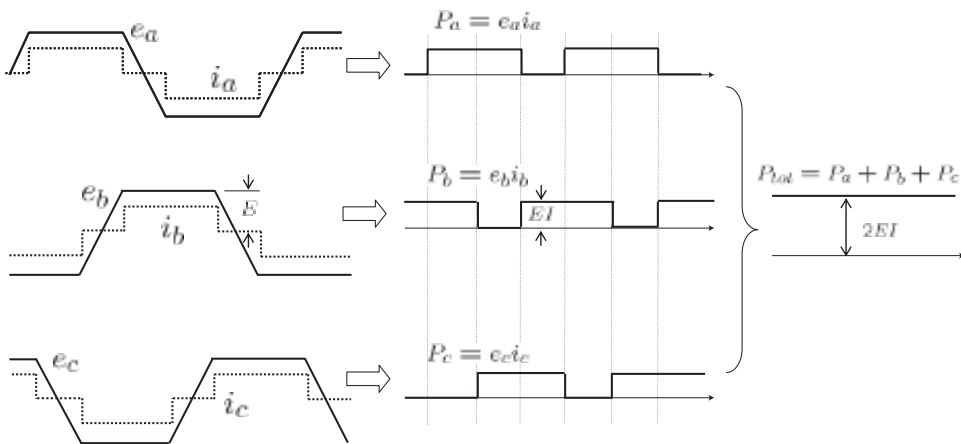 e_a
i_a
P_a = e_a i_a
e_b
i_b
E
P_b = e_b i_b
EI
P_tot = P_a + P_b + P_c
2EI
e_c
i_c
P_c = e_c i_c